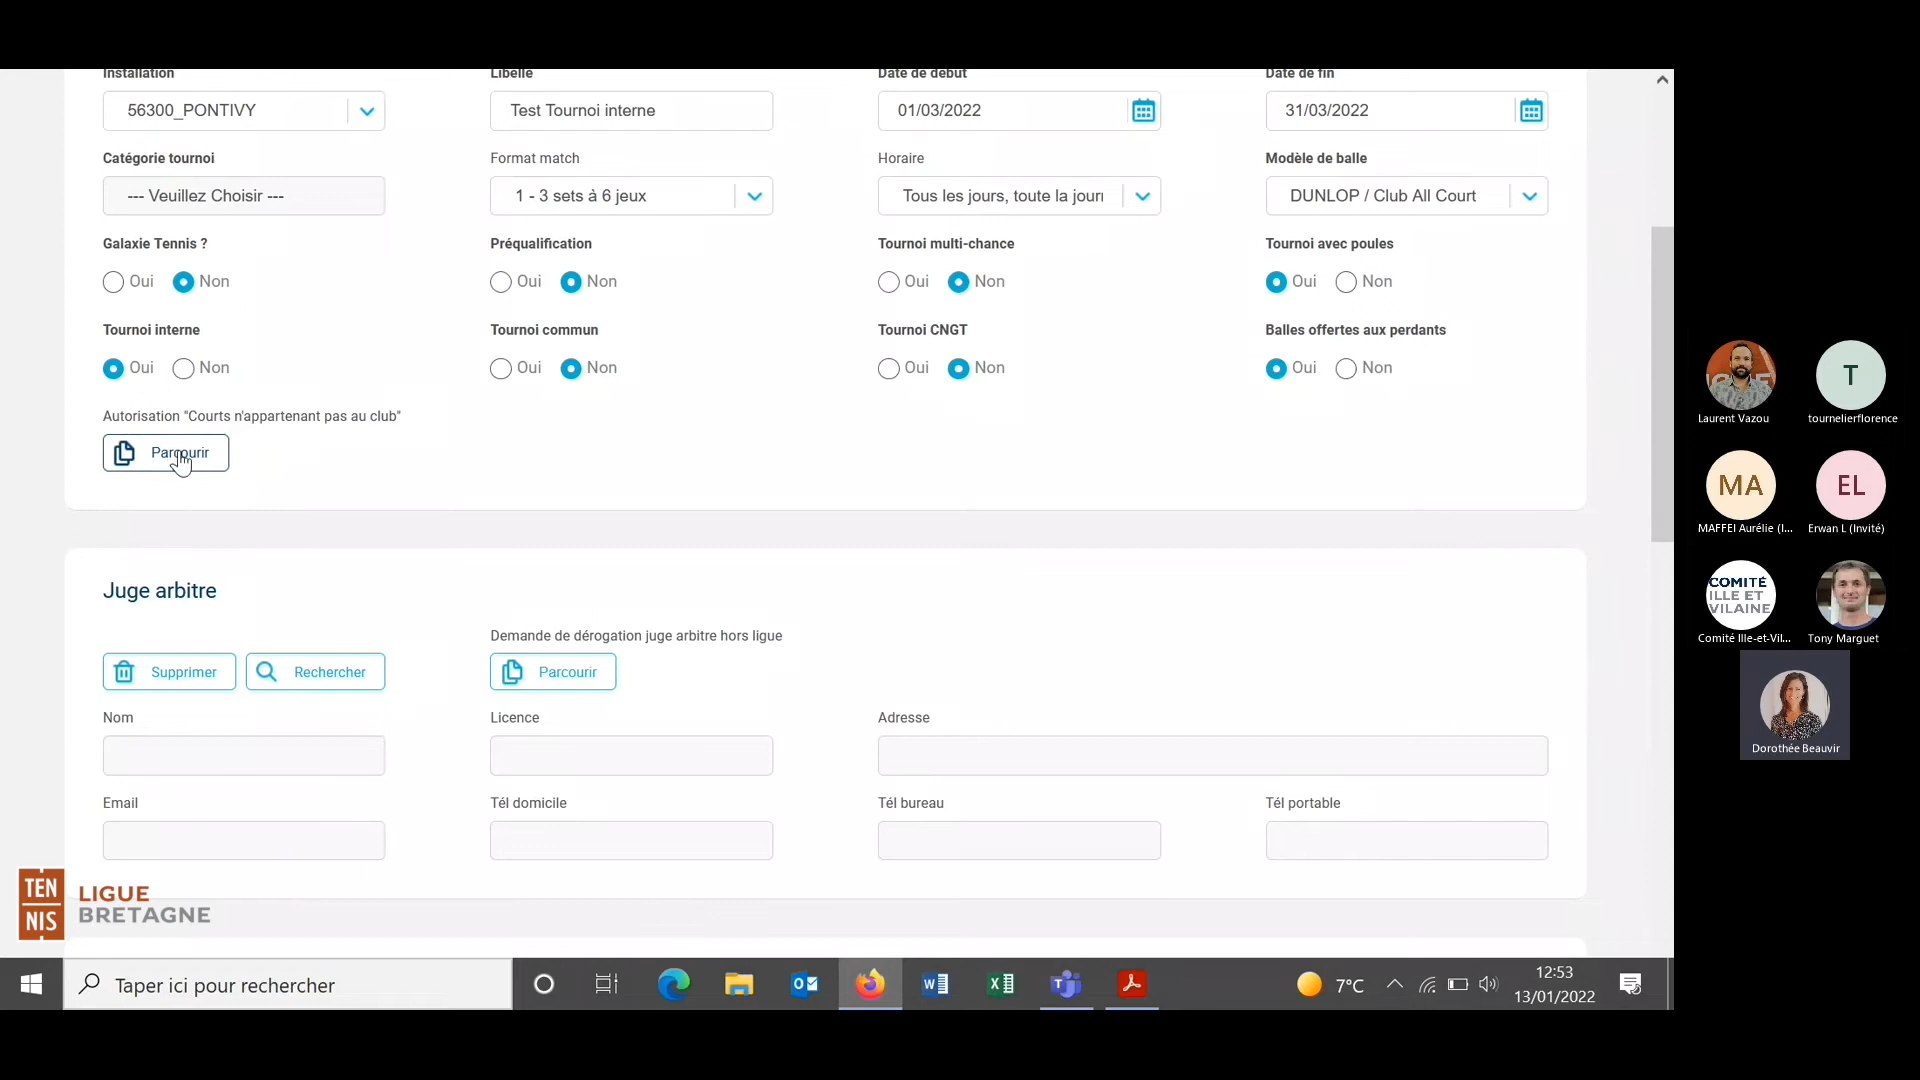 Installation
Libellé
Date de début
Date de fin
56300_PONTIVY
Test Tournoi interne
01/03/2022
31/03/2022
Catégorie tournoi
Format match
Horaire
Modèle de balle
--- Veuillez Choisir ---
1 - 3 sets à 6 jeux
Tous les jours, toute la jour
DUNLOP / Club All Court
Galaxie Tennis ?
Préqualification
Tournoi multi-chance
Tournoi avec poules
Oui Non
Oui Non
Oui Non
Oui Non
Tournoi interne
Tournoi commun
Tournoi CNGT
Balles offertes aux perdants
Oui Non
Oui Non
Oui Non
Oui Non
Autorisation "Courts n'appartenant pas au club"
Parcourir
Juge arbitre
Demande de dérogation juge arbitre hors ligue
Supprimer
Rechercher
Parcourir
Nom
Licence
Adresse
Email
Tél domicile
Tél bureau
Tél portable
TEN
NIS
LIGUE
BRETAGNE
Taper ici pour rechercher
7°C
12:53
13/01/2022
Laurent Vazou
T
tournelierflorence
MA
MAFFEI Aurélie (I...
EL
Erwan L (Invité)
COMITÉ
ILLE ET
VILAINE
Comité Ille-et-Vil...
Tony Marguet
Dorothée Beauvir